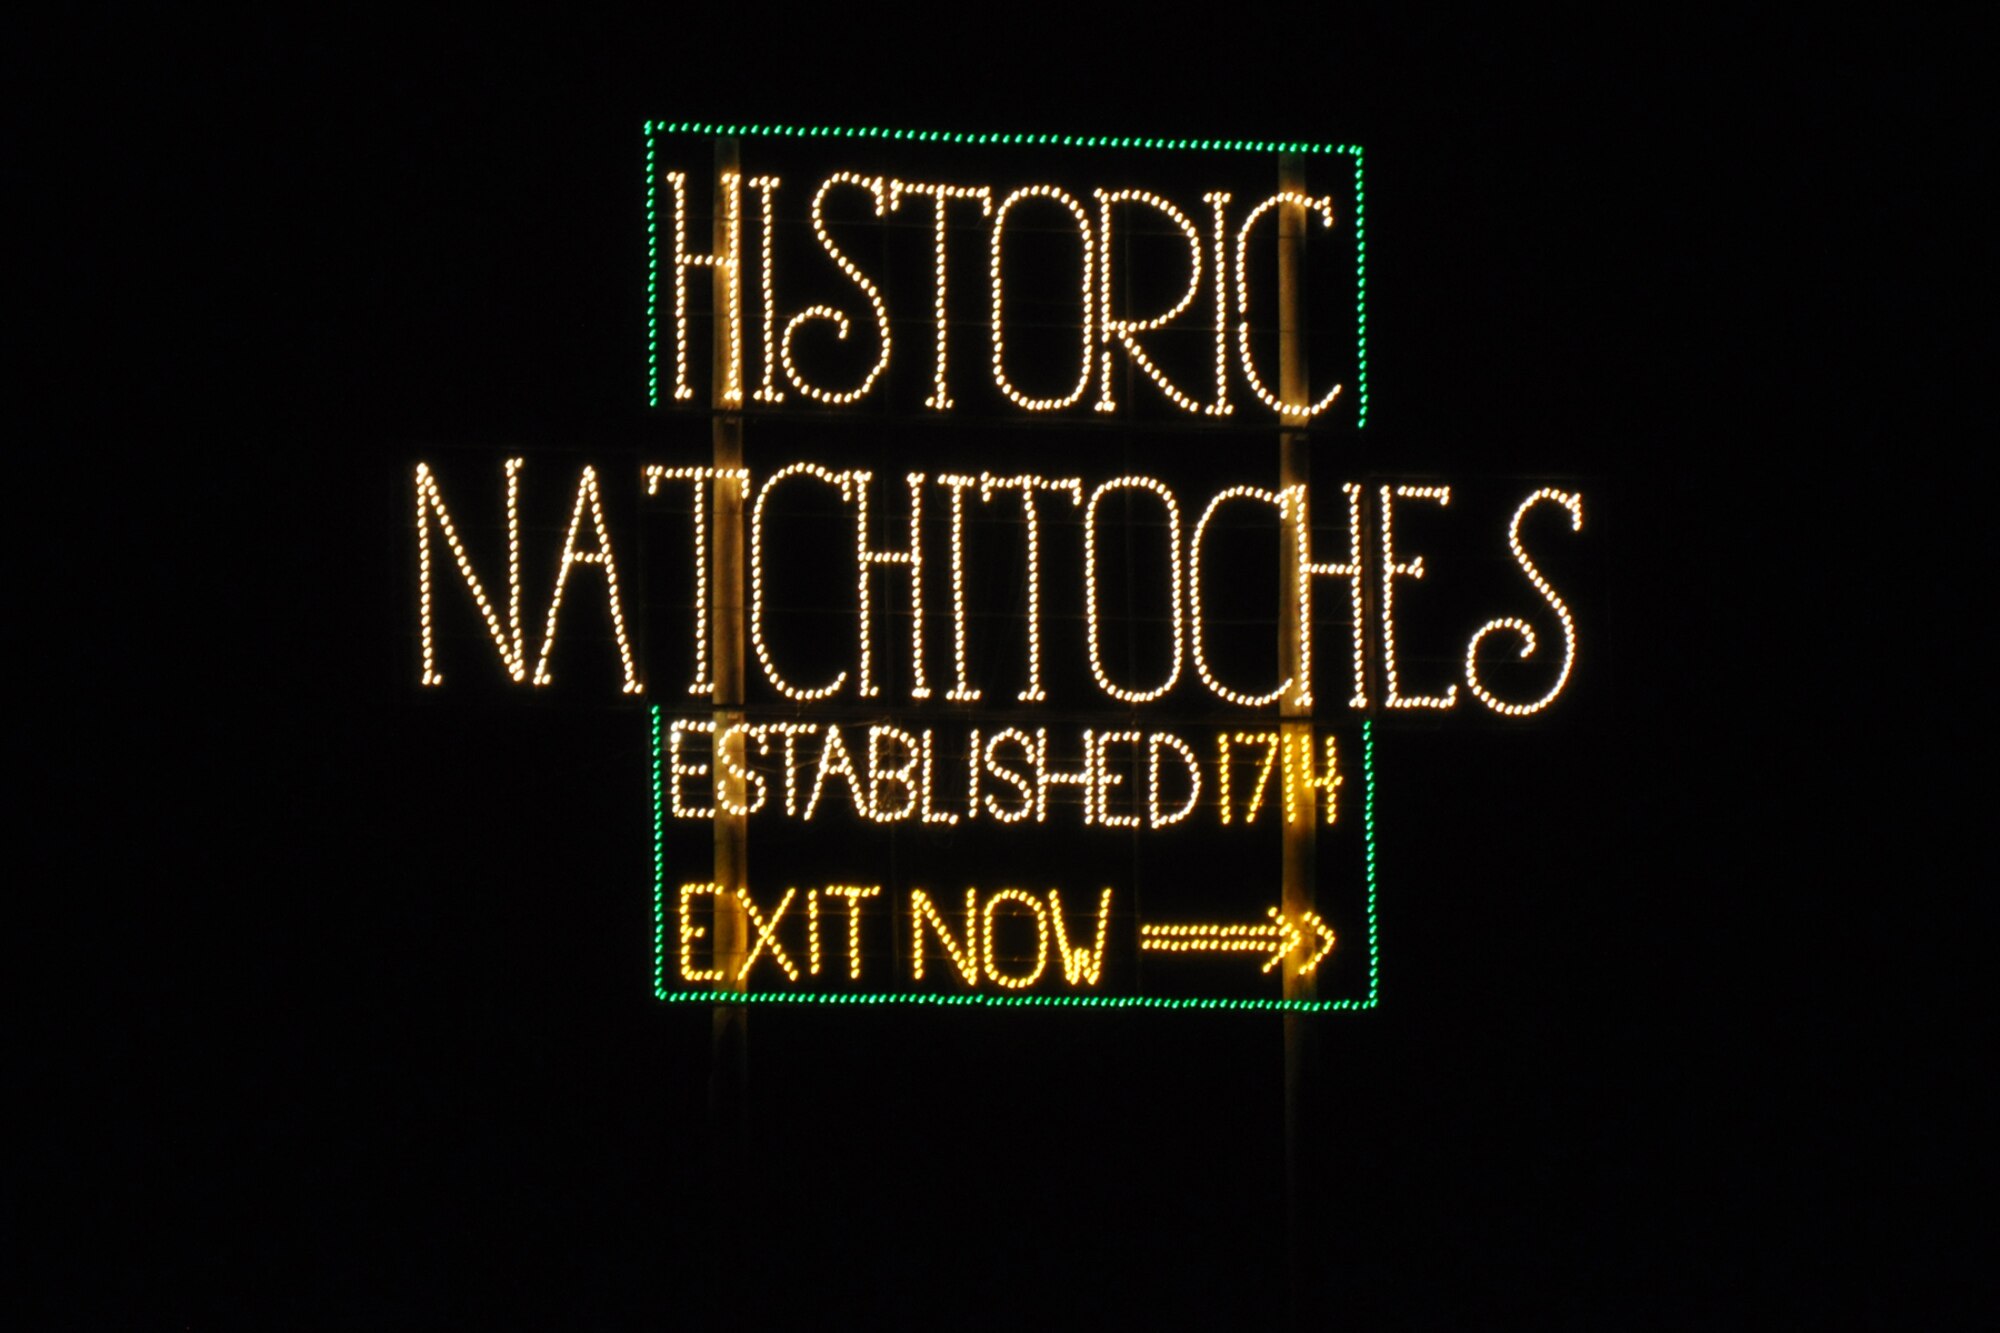 HISTORIC
NATCHITOCHES
ESTABLISHED 1714
EXIT NOW